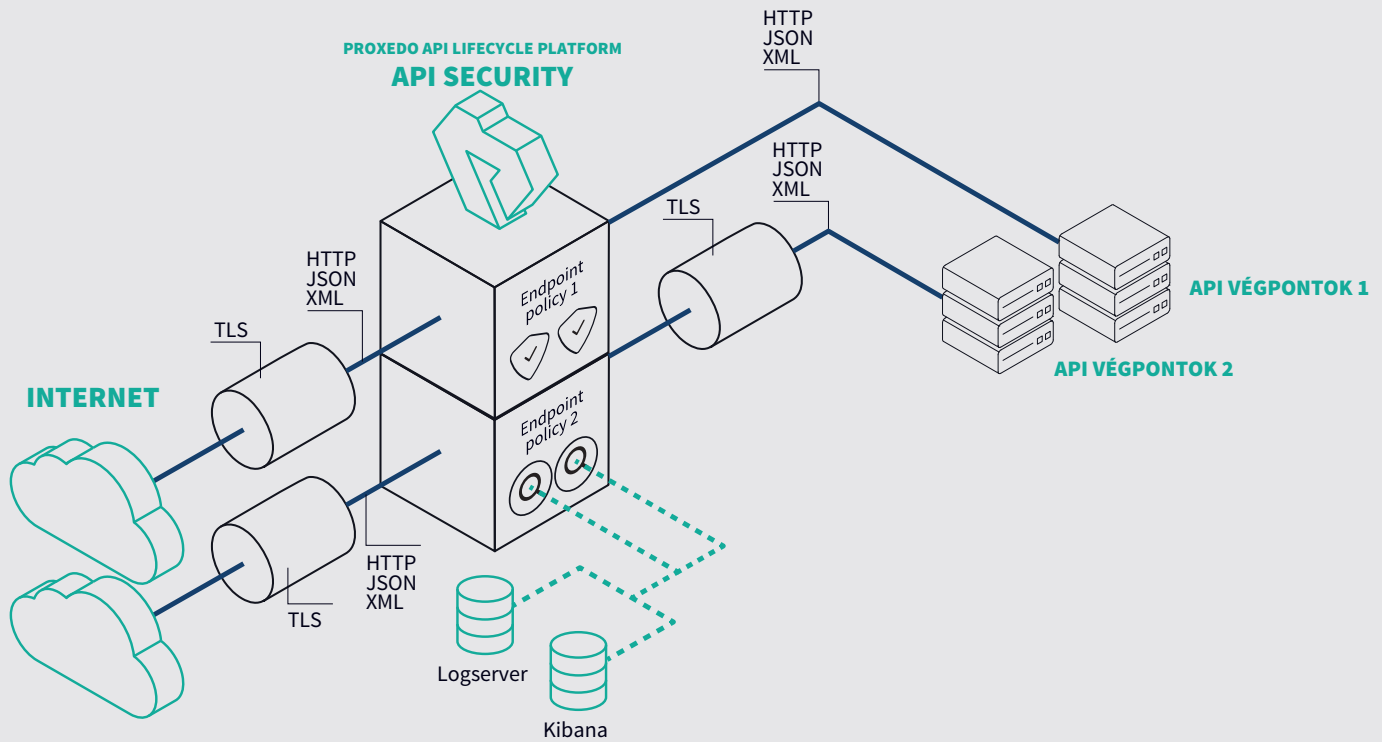 PROXEDO API LIFECYCLE PLATFORM
API SECURITY
HTTP
JSON
XML
HTTP
JSON
XML
TLS
HTTP
JSON
XML
TLS
Endpoint
policy 1
API VÉGPONTOK 1
API VÉGPONTOK 2
INTERNET
Endpoint
policy 2
HTTP
JSON
XML
TLS
Logserver
Kibana